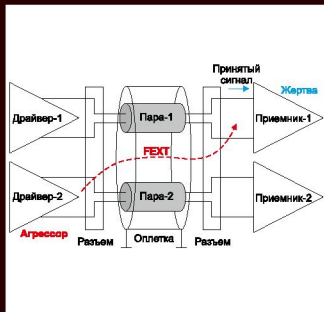 Принятый
сигнал
Жертва
Драйвер-1
Пара-1
Приемник-1
FEXT
Драйвер-2
Пара-2
Приемник-2
Агрессор
Разъем
Оплетка
Разъем